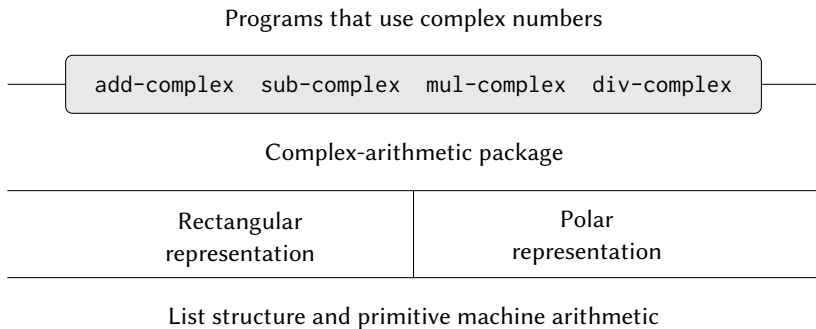 Programs that use complex numbers
add-complex sub-complex mul-complex div-complex
Complex-arithmetic package
Rectangular
representation
Polar
representation
List structure and primitive machine arithmetic